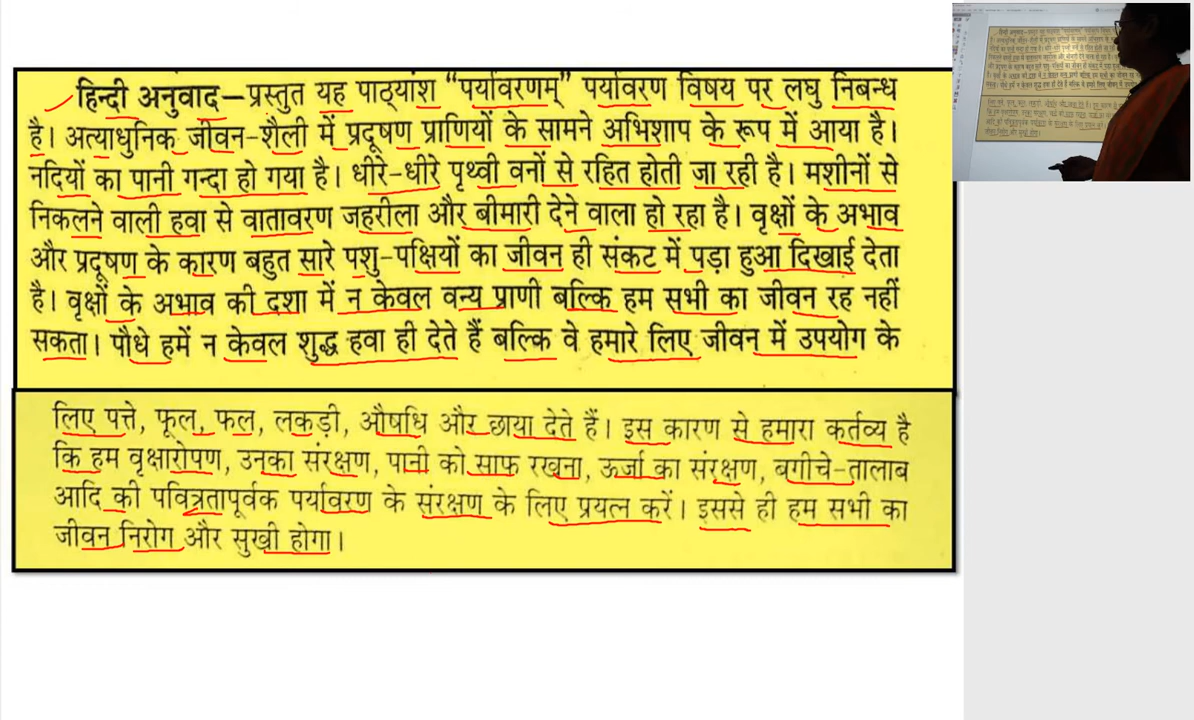 हिन्दी अनुवाद–प्रस्तुत यह पाठ्यांश “पर्यावरणम्” पर्यावरण विषय पर लघु निबन्ध
है। अत्याधुनिक जीवन-शैली में प्रदूषण प्राणियों के सामने अभिशाप के रूप में आया है।
नदियों का पानी गन्दा हो गया है। धीरे-धीरे पृथ्वी वनों से रहित होती जा रही है। मशीनों से
निकलने वाली हवा से वातावरण जहरीला और बीमारी देने वाला हो रहा है। वृक्षों के अभाव
और प्रदूषण के कारण बहुत सारे पशु-पक्षियों का जीवन ही संकट में पड़ा हुआ दिखाई देता
है। वृक्षों के अभाव की दशा में न केवल वन्य प्राणी बल्कि हम सभी का जीवन रह नहीं
सकता। पौधे हमें न केवल शुद्ध हवा ही देते हैं बल्कि वे हमारे लिए जीवन में उपयोग के
लिए पत्ते, फूल, फल, लकड़ी, औषधि और छाया देते हैं। इस कारण से हमारा कर्तव्य है
कि हम वृक्षारोपण, उनका संरक्षण, पानी को साफ रखना, ऊर्जा का संरक्षण, बगीचे-तालाब
आदि की पवित्रतापूर्वक पर्यावरण के संरक्षण के लिए प्रयत्न करें। इससे ही हम सभी का
जीवन निरोग और सुखी होगा।